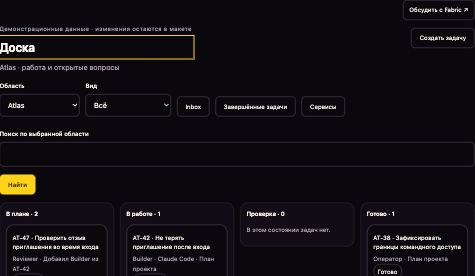 Обсудить с Fabric ↗
Демонстрационные данные · изменения остаются в макете
Доска
Создать задачу
Atlas · работа и открытые вопросы
Область
Вид
Atlas
Всё
Inbox
Завершённые задачи
Сервисы
Поиск по выбранной области
Найти
В плане · 2
В работе · 1
Проверка · 0
Готово · 1
AT-47 · Проверить отзыв
приглашения во время входа
Reviewer · Добавил Builder из
AT-42
AT-42 · Не терять
приглашение после входа
Builder · Claude Code · План
проекта
В этом состоянии задач нет.
AT-38 · Зафиксировать
границы командного доступа
Оператор · План проекта
Готово